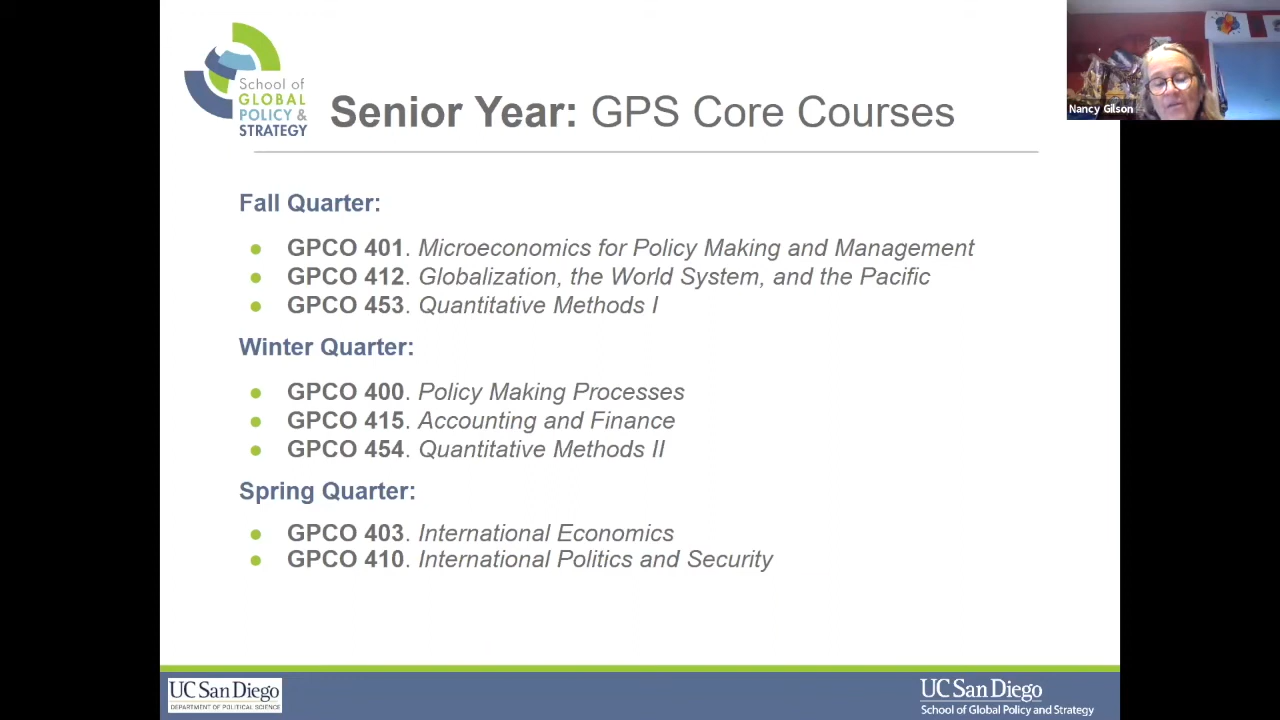 School of
GLOBAL
POLICY &
STRATEGY
Senior Year: GPS Core Courses
Nancy Gilson
Fall Quarter:
GPCO 401. Microeconomics for Policy Making and Management
GPCO 412. Globalization, the World System, and the Pacific
GPCO 453. Quantitative Methods I
Winter Quarter:
GPCO 400. Policy Making Processes
GPCO 415. Accounting and Finance
GPCO 454. Quantitative Methods II
Spring Quarter:
GPCO 403. International Economics
GPCO 410. International Politics and Security
UC San Diego
DEPARTMENT OF POLITICAL SCIENCE
UC San Diego
School of Global Policy and Strategy